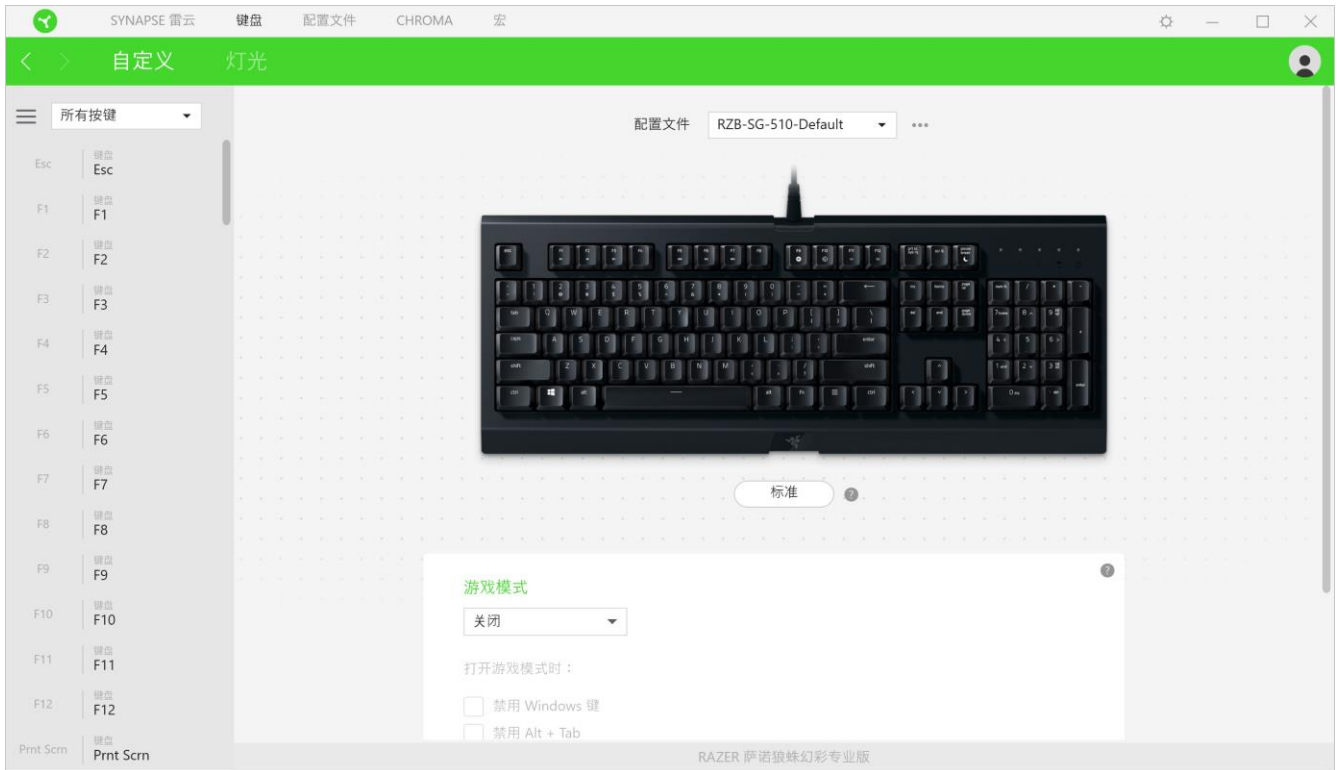 SYNAPSE 雷云 键盘 配置文件 CHROMA 宏
自定义 灯光
所有按键
配置文件 RZB-SG-510-Default
Esc 键盘 Esc
F1 键盘 F1
F2 键盘 F2
F3 键盘 F3
F4 键盘 F4
F5 键盘 F5
F6 键盘 F6
F7 键盘 F7
F8 键盘 F8
F9 键盘 F9
F10 键盘 F10
F11 键盘 F11
F12 键盘 F12
Prnt Scrn 键盘 Prnt Scrn
标准
游戏模式
关闭
打开游戏模式时：
禁用 Windows 键
禁用 Alt + Tab
RAZER 萨诺狼蛛幻彩专业版